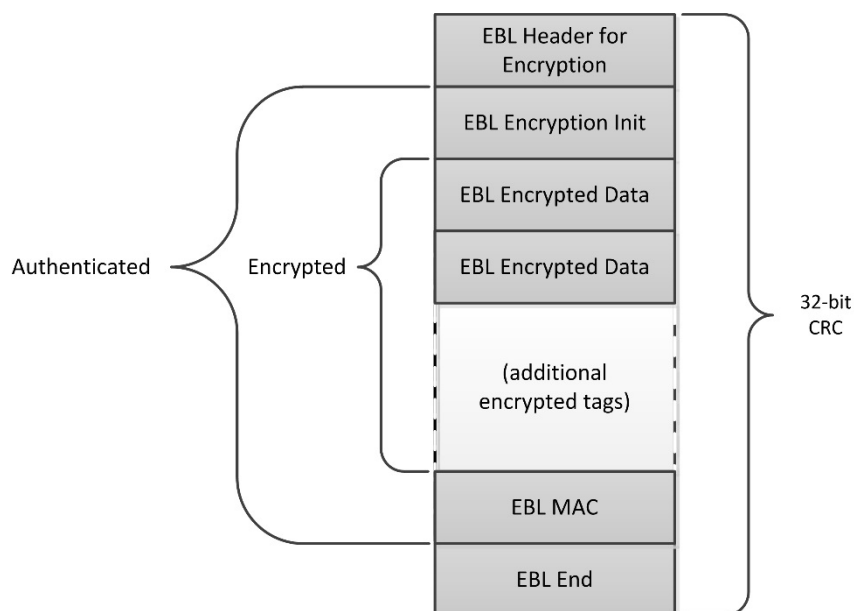 EBL Header for
Encryption
EBL Encryption Init
EBL Encrypted Data
EBL Encrypted Data
Authenticated
Encrypted
32-bit
CRC
(additional
encrypted tags)
EBL MAC
EBL End